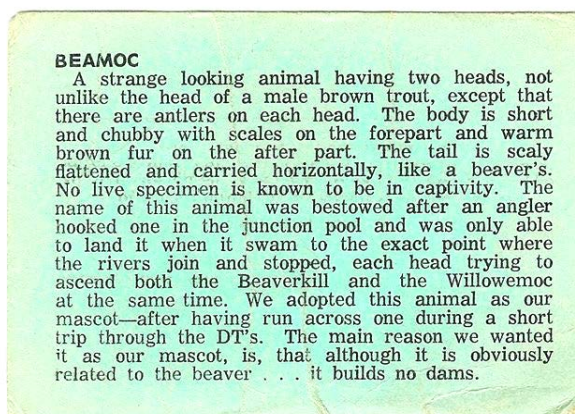 BEAMOC
A strange looking animal having two heads, not
unlike the head of a male brown trout, except that
there are antlers on each head. The body is short
and chubby with scales on the forepart and warm
brown fur on the after part. The tail is scaly
flattened and carried horizontally, like a beaver's.
No live specimen is known to be in captivity. The
name of this animal was bestowed after an angler
hooked one in the junction pool and was only able
to land it when it swam to the exact point where
the rivers join and stopped, each head trying to
ascend both the Beaverkill and the Willowemoc
at the same time. We adopted this animal as our
mascot—after having run across one during a short
trip through the DT's. The main reason we wanted
it as our mascot, is, that although it is obviously
related to the beaver . . . it builds no dams.